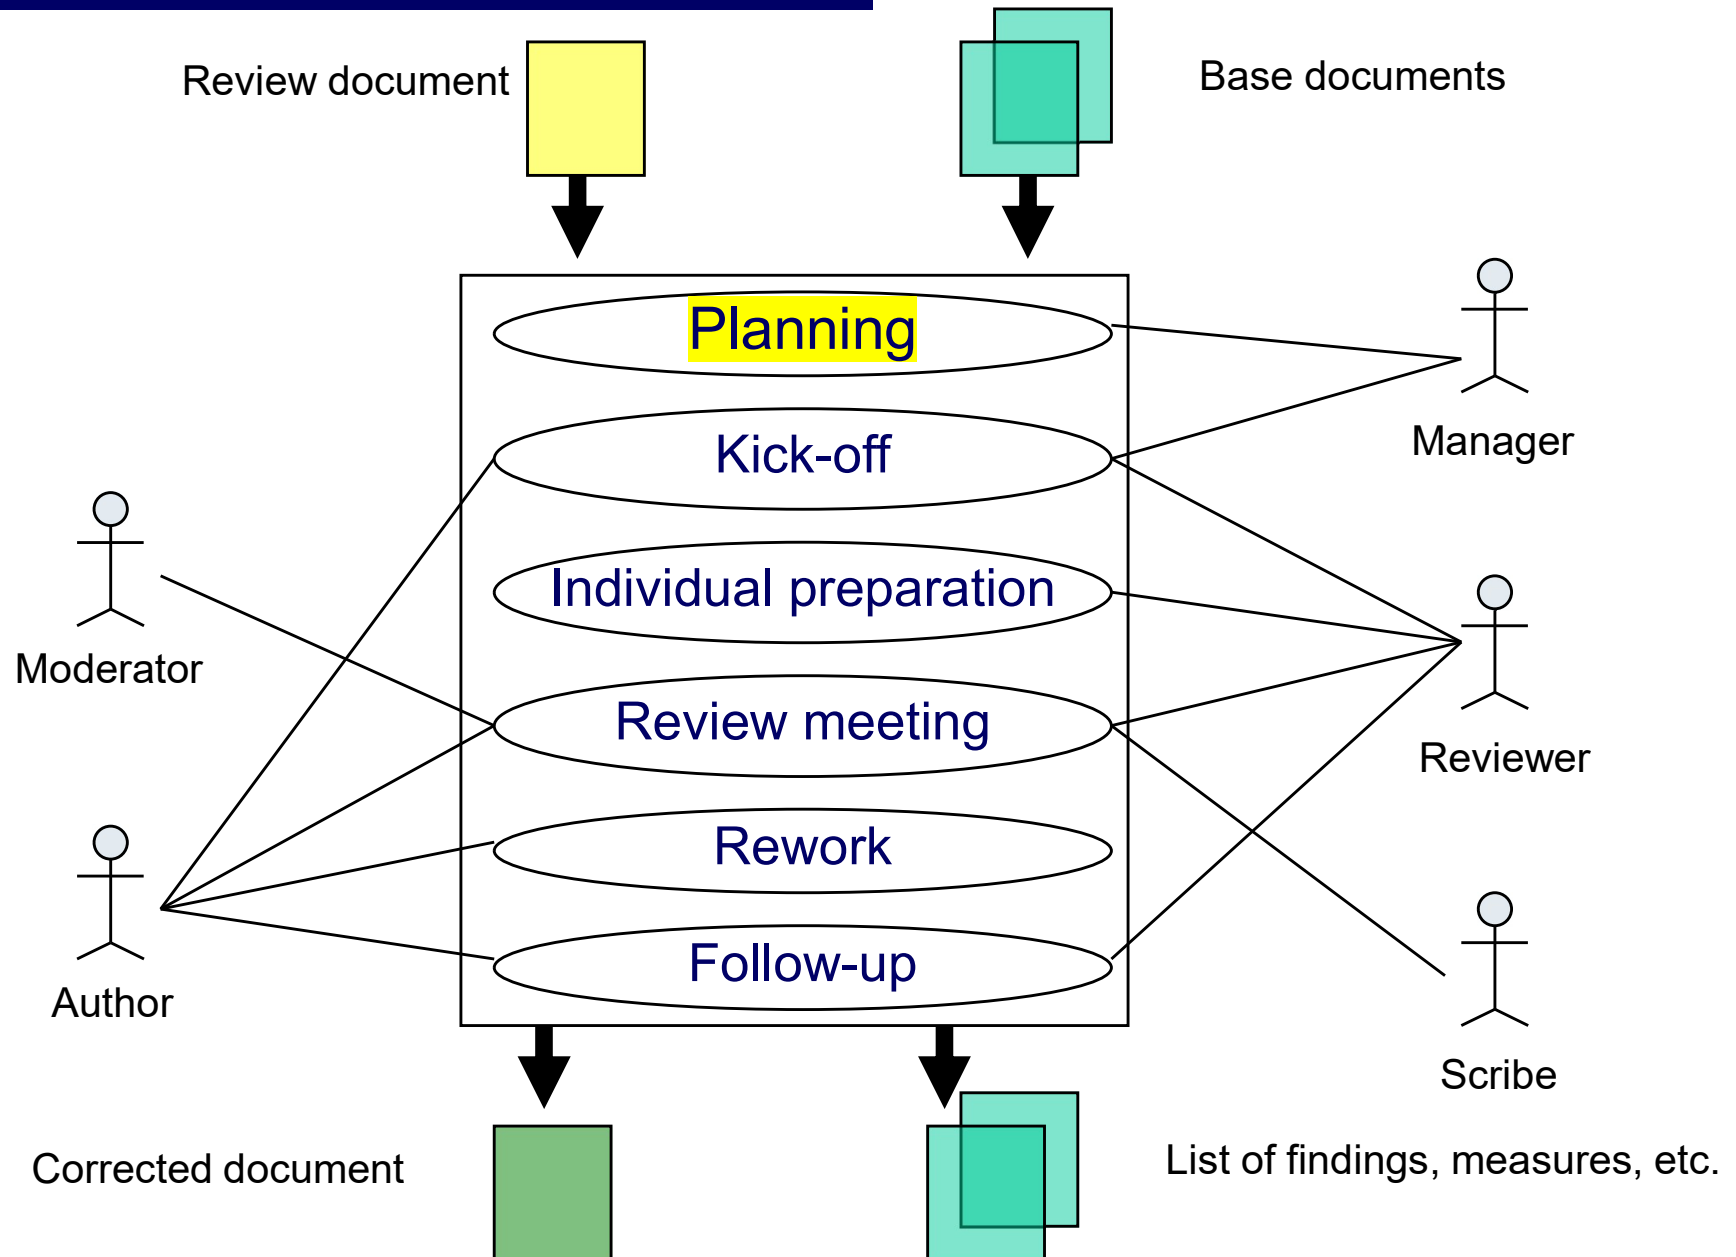 Review document
Base documents
Planning
Kick-off
Manager
Individual preparation
Moderator
Review meeting
Reviewer
Rework
Follow-up
Author
Scribe
Corrected document
List of findings, measures, etc.